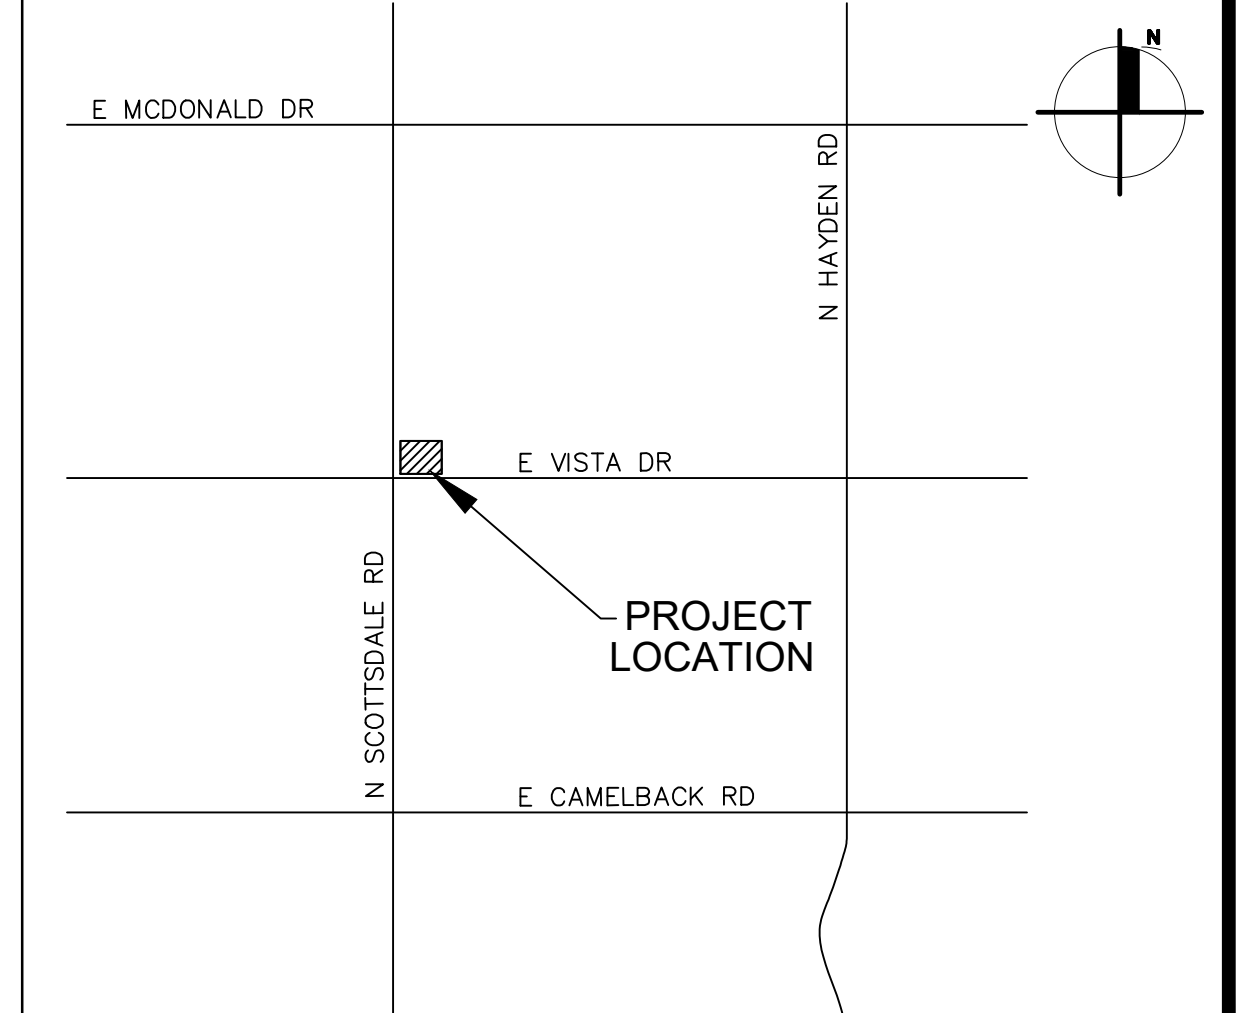 N
E MCDONALD DR
N HAYDEN RD
E VISTA DR
N SCOTTSDALE RD
PROJECT
LOCATION
E CAMELBACK RD